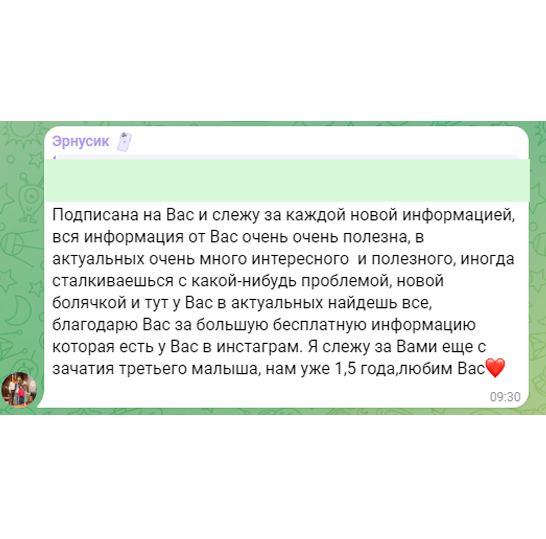 Эрнусик
Подписана на Вас и слежу за каждой новой информацией,
вся информация от Вас очень очень полезна, в
актуальных очень много интересного и полезного, иногда
сталкиваешься с какой-нибудь проблемой, новой
болячкой и тут у Вас в актуальных найдешь все,
благодарю Вас за большую бесплатную информацию
которая есть у Вас в инстаграм. Я слежу за Вами еще с
зачатия третьего малыша, нам уже 1,5 года,любим Вас❤️
09:30